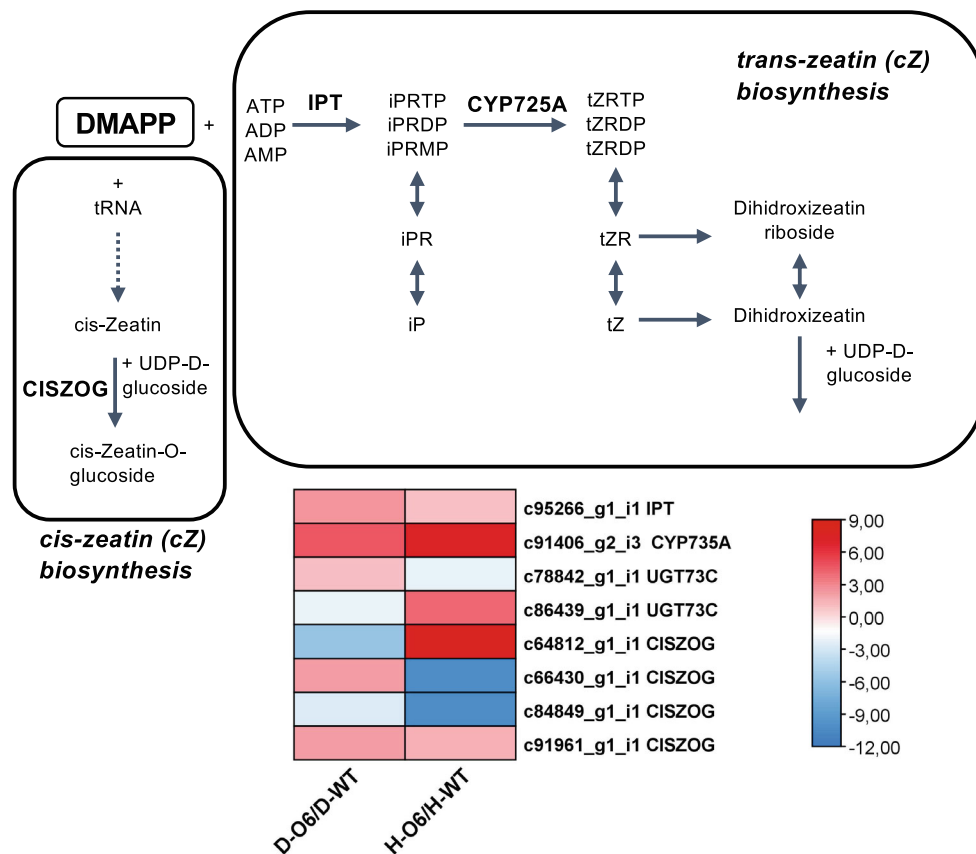 trans-zeatin (cZ)
biosynthesis
DMAPP
+
ATP
ADP
AMP
IPT
iPRTP
iPRDP
iPRMP
CYP725A
tZRTP
tZRDP
tZRDP
iPR
tZR
Dihidroxizeatin
riboside
iP
tZ
Dihidroxizeatin
+ UDP-D-
glucoside
+
tRNA
cis-Zeatin
CISZOG
+ UDP-D-
glucoside
cis-Zeatin-O-
glucoside
cis-zeatin (cZ)
biosynthesis
c95266_g1_i1 IPT
c91406_g2_i3 CYP735A
c78842_g1_i1 UGT73C
c86439_g1_i1 UGT73C
c64812_g1_i1 CISZOG
c66430_g1_i1 CISZOG
c84849_g1_i1 CISZOG
c91961_g1_i1 CISZOG
D-O6/D-WT
H-O6/H-WT
9,00
6,00
3,00
0,00
-3,00
-6,00
-9,00
-12,00